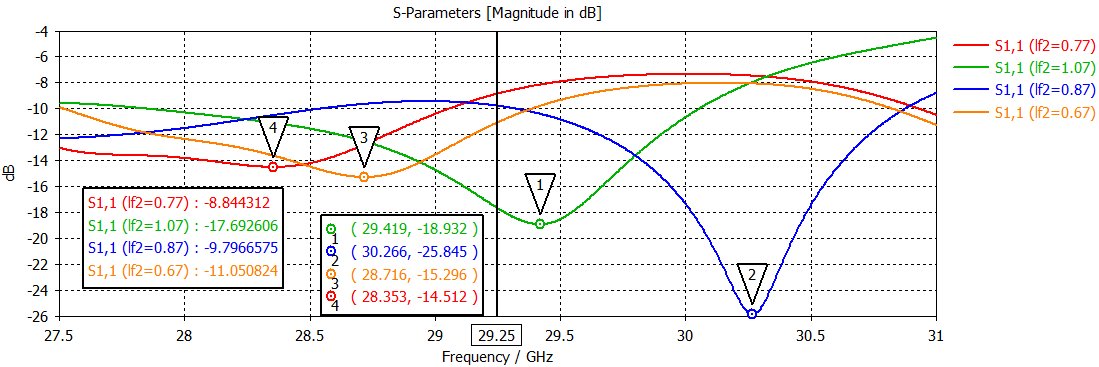 S-Parameters [Magnitude in dB]
-4
-6
-8
-10
-12
-14
-16
-18
-20
-22
-24
-26
dB
4
3
1
2
S1,1 (lf2=0.77) : -8.844312
S1,1 (lf2=1.07) : -17.692606
S1,1 (lf2=0.87) : -9.7966575
S1,1 (lf2=0.67) : -11.050824
1 ( 29.419, -18.932 )
2 ( 30.266, -25.845 )
3 ( 28.716, -15.296 )
4 ( 28.353, -14.512 )
27.5 28 28.5 29 29.25 29.5 30 30.5 31
Frequency / GHz
S1,1 (lf2=0.77)
S1,1 (lf2=1.07)
S1,1 (lf2=0.87)
S1,1 (lf2=0.67)